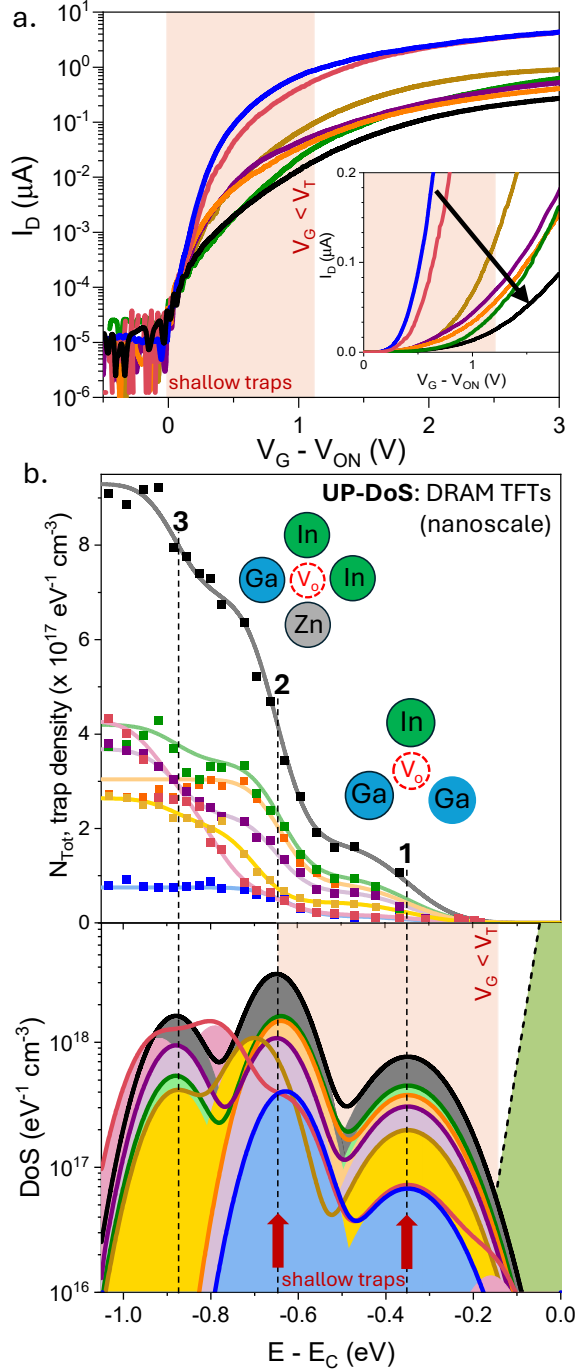 a.
I_D (μA)
10^1
10^0
10^-1
10^-2
10^-3
10^-4
10^-5
10^-6
V_G < V_T
shallow traps
0
1
2
3
V_G - V_ON (V)
I_D (μA)
0.2
0.1
0.0
0
1
V_G - V_ON (V)
b.
UP-DoS: DRAM TFTs
(nanoscale)
N_Tot, trap density (x 10^17 eV^-1 cm^-3)
8
6
4
2
0
3
In
Ga
V_o
In
Zn
2
In
V_o
Ga
Ga
1
V_G < V_T
DoS (eV^-1 cm^-3)
10^18
10^17
10^16
shallow traps
-1.0
-0.8
-0.6
-0.4
-0.2
0.0
E - E_C (eV)